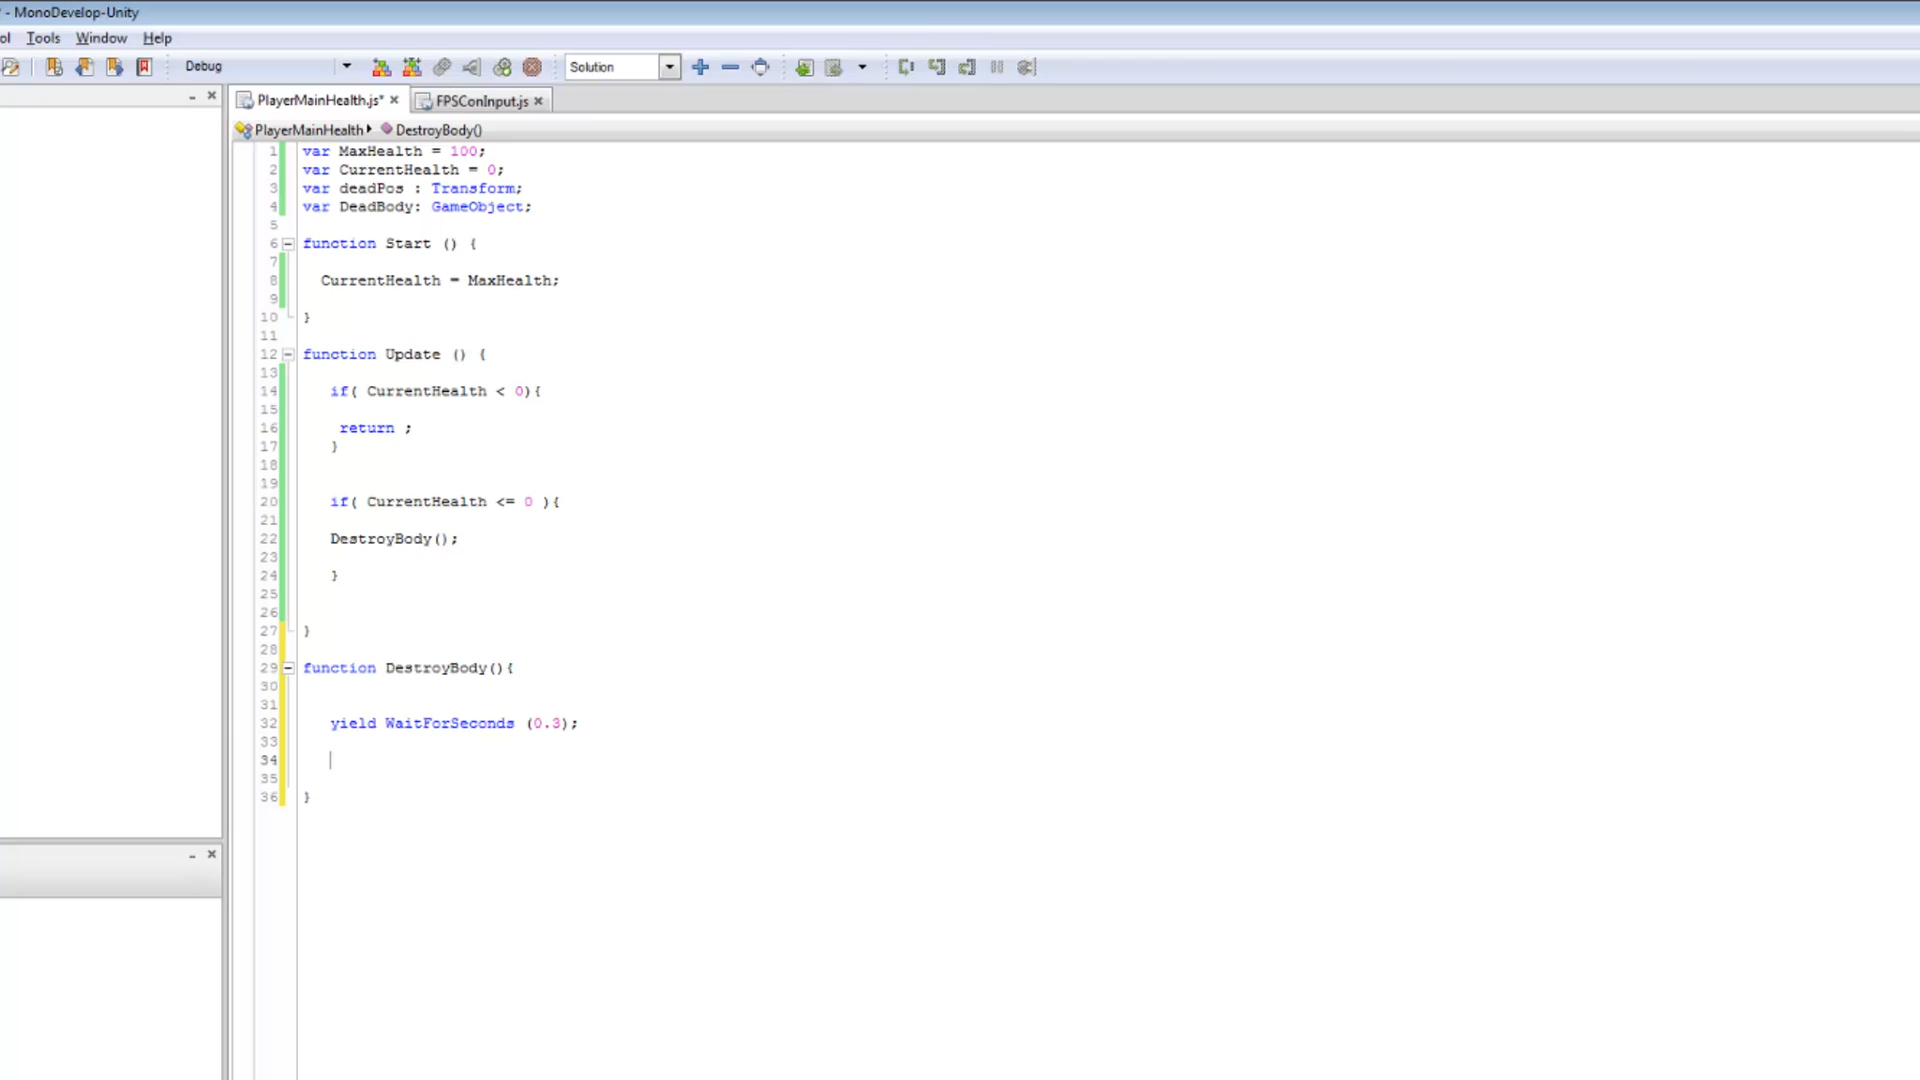 - MonoDevelop-Unity
ol Tools Window Help
Debug Solution
PlayerMainHealth.js* FPSConInput.js
PlayerMainHealth DestroyBody()
1 var MaxHealth = 100;
2 var CurrentHealth = 0;
3 var deadPos : Transform;
4 var DeadBody: GameObject;
5
6 function Start () {
7
8 CurrentHealth = MaxHealth;
9
10 }
11
12 function Update () {
13
14 if( CurrentHealth < 0){
15
16 return ;
17 }
18
19
20 if( CurrentHealth <= 0 ){
21
22 DestroyBody();
23
24 }
25
26
27 }
28
29 function DestroyBody(){
30
31
32 yield WaitForSeconds (0.3);
33
34
35
36 }